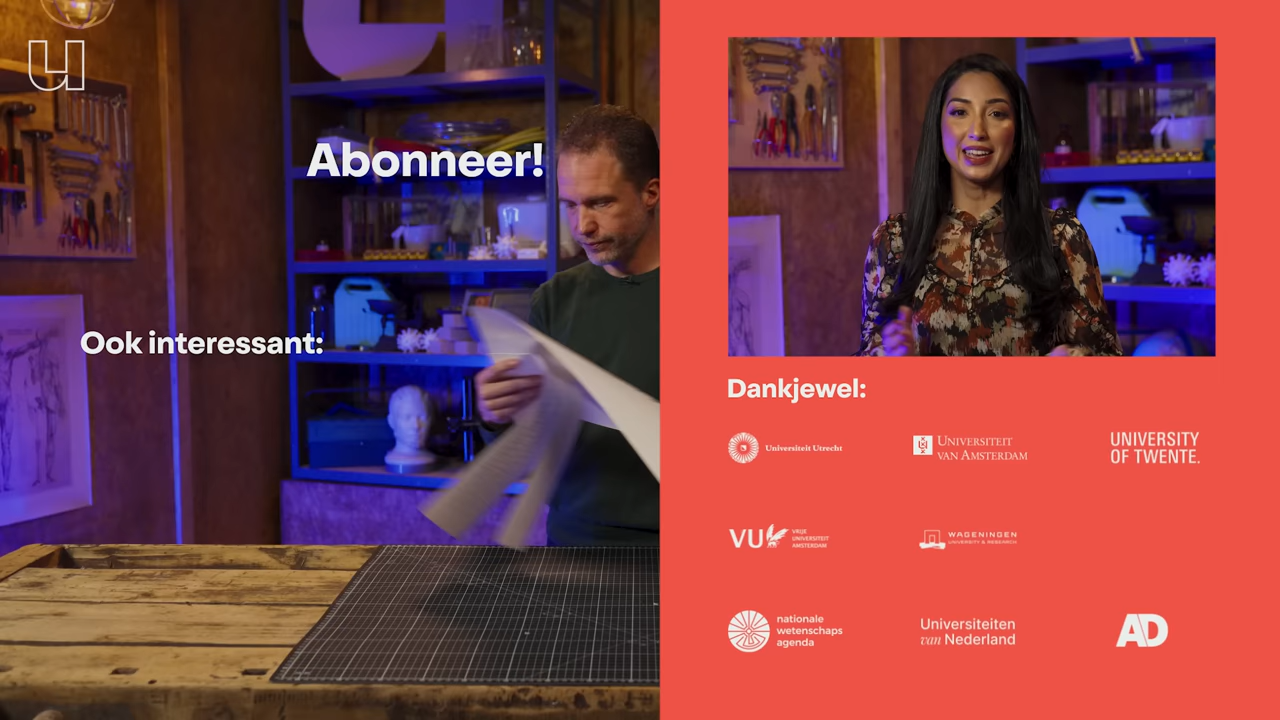 Abonneer!
Ook interessant:
Dankjewel:
Universiteit Utrecht
UNIVERSITEIT
VAN AMSTERDAM
UNIVERSITY
OF TWENTE.
VU
VRIJE
UNIVERSITEIT
AMSTERDAM
WAGENINGEN
UNIVERSITY & RESEARCH
nationale
wetenschaps
agenda
Universiteiten
van Nederland
AD